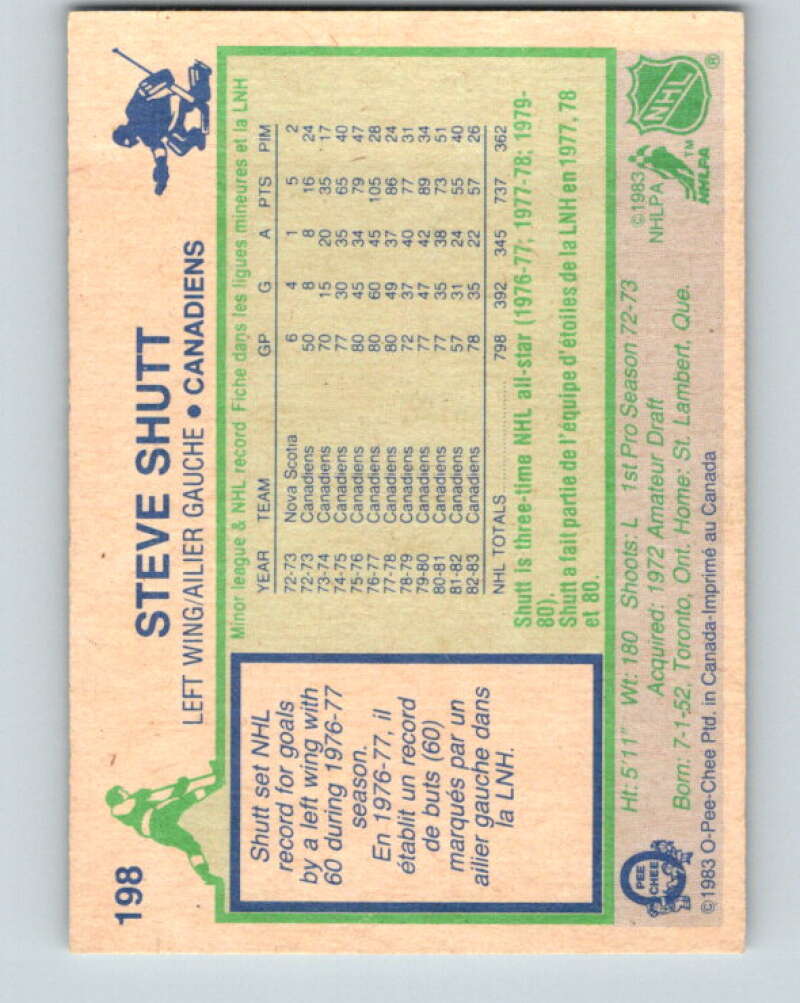 198
STEVE SHUTT
LEFT WING/AILIER GAUCHE • CANADIENS
Shutt set NHL
record for goals
by a left wing with
60 during 1976-77
season.
En 1976-77, il
établit un record
de buts (60)
marqués par un
ailier gauche dans
la LNH.
Minor league & NHL record Fiche dans les ligues mineures et la LNH
YEAR TEAM GP G A PTS PIM
72-73 Nova Scotia 6 4 1 5 2
72-73 Canadiens 50 8 8 16 24
73-74 Canadiens 70 15 20 35 17
74-75 Canadiens 77 30 35 65 40
75-76 Canadiens 80 45 34 79 47
76-77 Canadiens 80 60 45 105 28
77-78 Canadiens 80 49 37 86 24
78-79 Canadiens 72 37 40 77 31
79-80 Canadiens 77 47 42 89 34
80-81 Canadiens 77 35 38 73 51
81-82 Canadiens 57 31 24 55 40
82-83 Canadiens 78 35 22 57 26
NHL TOTALS 798 392 345 737 362
Shutt is three-time NHL all-star (1976-77; 1977-78; 1979-
80).
Shutt a fait partie de l'équipe d'étoiles de la LNH en 1977, 78
et 80.
Ht: 5'11" Wt: 180 Shoots: L 1st Pro Season 72-73
Acquired: 1972 Amateur Draft
Born: 7-1-52, Toronto, Ont. Home: St. Lambert, Que.
©1983 O-Pee-Chee Ptd. in Canada-Imprimé au Canada
O
PEE
CHEE
©1983
NHLPA
NHLPA
TM
NHL
®